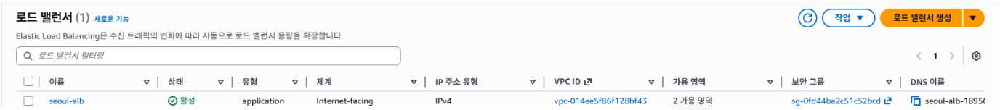 로드 밸런서 (1) 새로운 기능
작업 로드 밸런서 생성
Elastic Load Balancing은 수신 트래픽의 변화에 따라 자동으로 로드 밸런서 용량을 확장합니다.
로드 밸런서 필터링
1
이름 상태 유형 체계 IP 주소 유형 VPC ID 가용 영역 보안 그룹 DNS 이름
seoul-alb 활성 application Internet-facing IPv4 vpc-014ee5f86f128bf43 2 가용 영역 sg-0fd44ba2c51c52bcd seoul-alb-18956